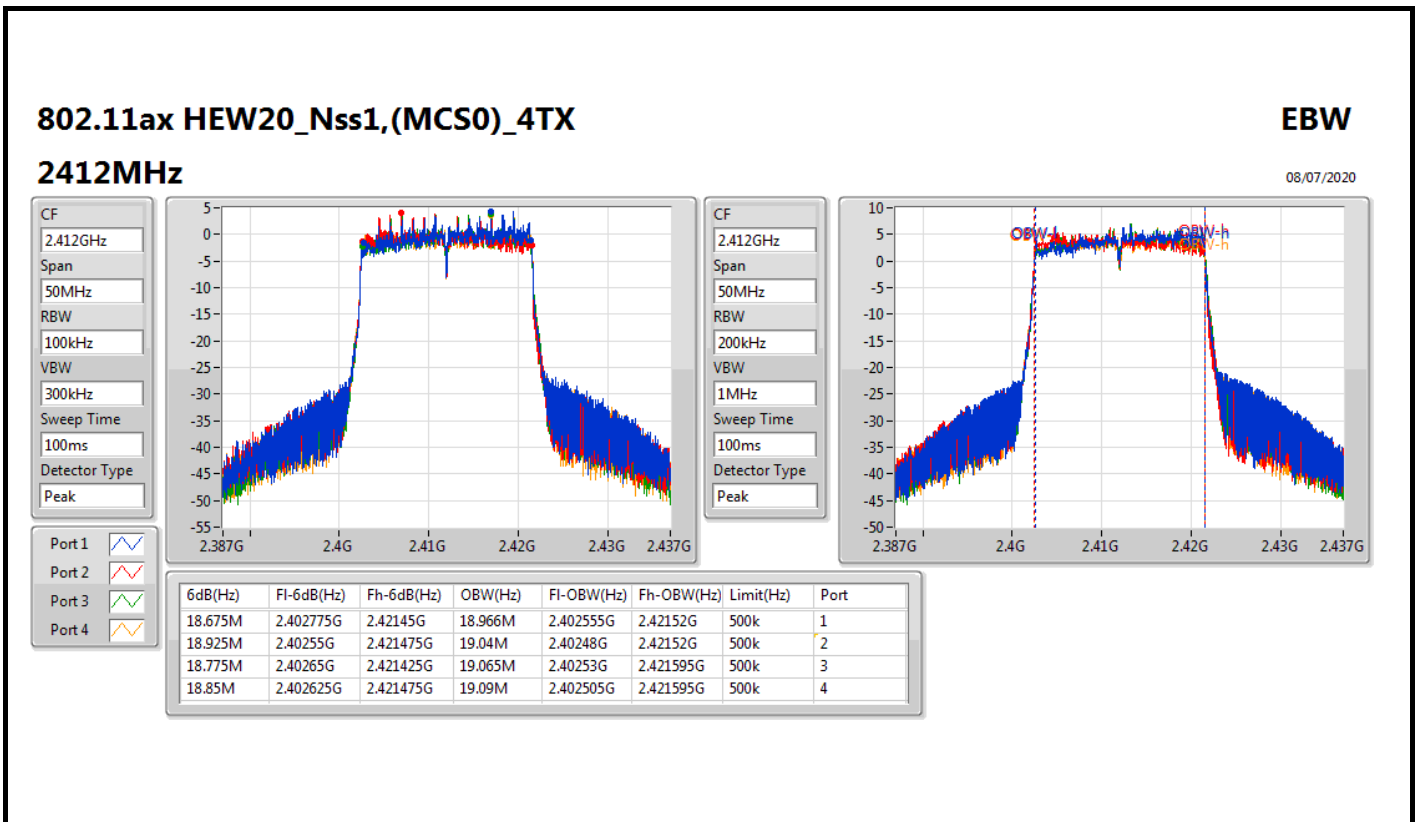 802.11ax HEW20_Nss1,(MCS0)_4TX
EBW
2412MHz
08/07/2020
CF
2.412GHz
Span
50MHz
RBW
100kHz
VBW
300kHz
Sweep Time
100ms
Detector Type
Peak
5
0
-5
-10
-15
-20
-25
-30
-35
-40
-45
-50
-55
2.387G 2.4G 2.41G 2.42G 2.43G 2.437G
CF
2.412GHz
Span
50MHz
RBW
200kHz
VBW
1MHz
Sweep Time
100ms
Detector Type
Peak
10
5
0
-5
-10
-15
-20
-25
-30
-35
-40
-45
-50
OBW-l
OBW-h
OBW-h
2.387G 2.4G 2.41G 2.42G 2.43G 2.437G
Port 1
Port 2
Port 3
Port 4
6dB(Hz) Fl-6dB(Hz) Fh-6dB(Hz) OBW(Hz) Fl-OBW(Hz) Fh-OBW(Hz) Limit(Hz) Port
18.675M 2.402775G 2.42145G 18.966M 2.402555G 2.42152G 500k 1
18.925M 2.40255G 2.421475G 19.04M 2.40248G 2.42152G 500k 2
18.775M 2.40265G 2.421425G 19.065M 2.40253G 2.421595G 500k 3
18.85M 2.402625G 2.421475G 19.09M 2.402505G 2.421595G 500k 4